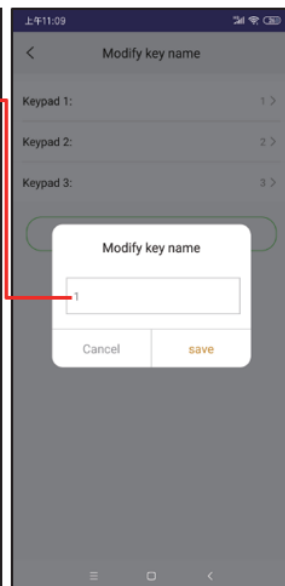 上午11:09
Modify key name
Keypad 1:
1
Keypad 2:
2
Keypad 3:
3
Modify key name
1
Cancel
save